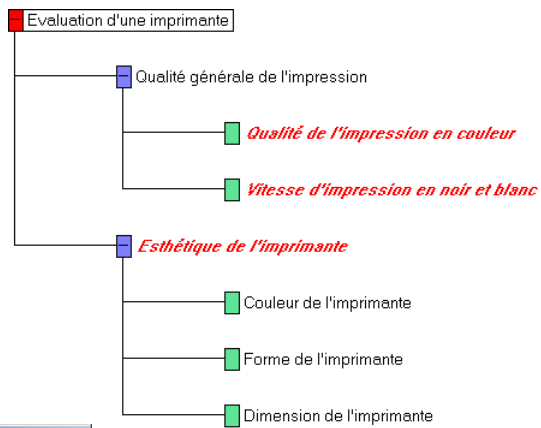 Evaluation d'une imprimante
Qualité générale de l'impression
Qualité de l'impression en couleur
Vitesse d'impression en noir et blanc
Esthétique de l'imprimante
Couleur de l'imprimante
Forme de l'imprimante
Dimension de l'imprimante